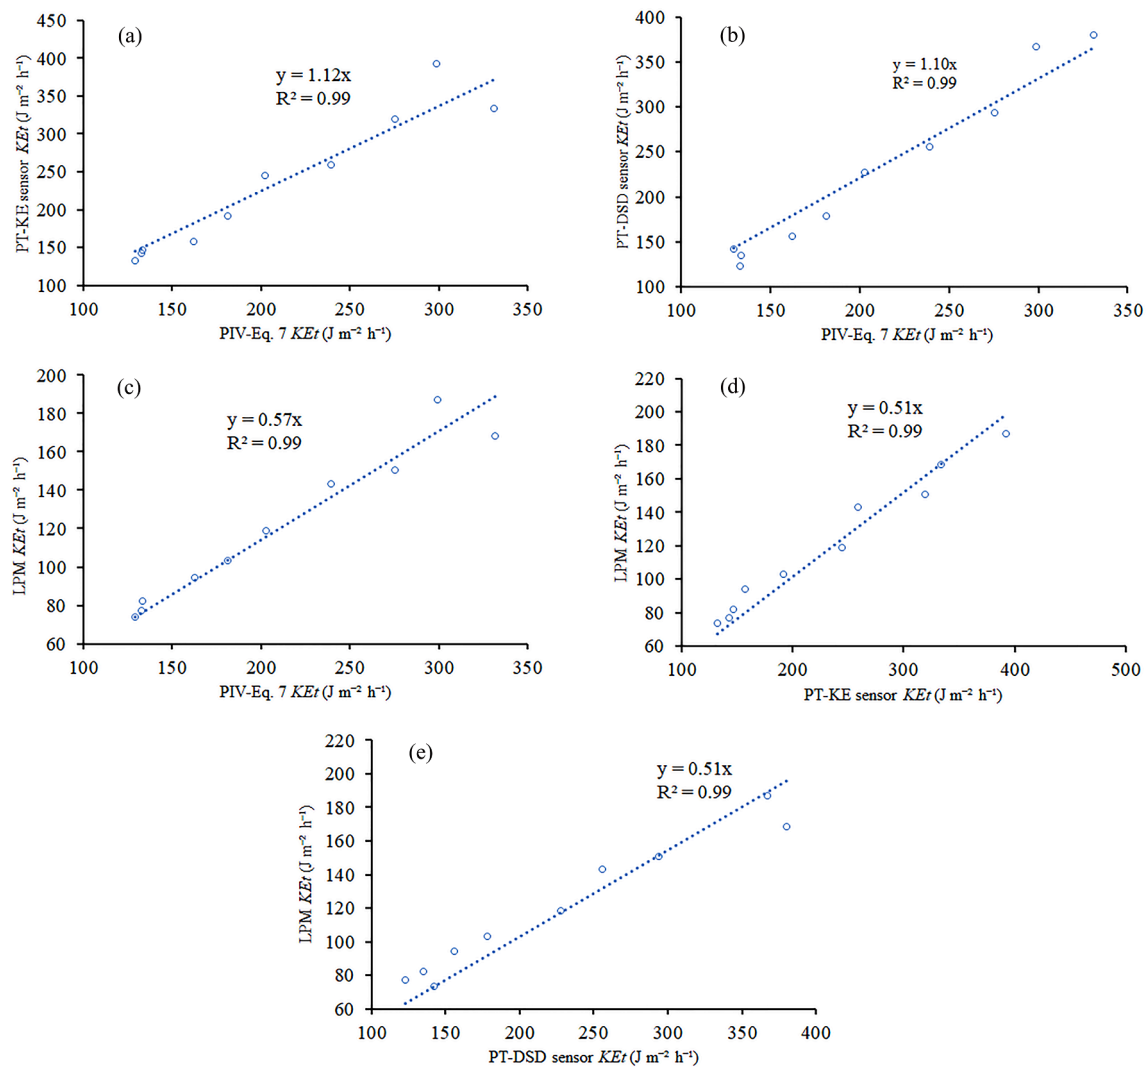 (a)
y = 1.12x
R² = 0.99
450
400
350
300
250
200
150
100
100 150 200 250 300 350
PT-KE sensor KEt (J m⁻² h⁻¹)
PIV-Eq. 7 KEt (J m⁻² h⁻¹)
(b)
y = 1.10x
R² = 0.99
400
350
300
250
200
150
100
100 150 200 250 300 350
PT-DSD sensor KEt (J m⁻² h⁻¹)
PIV-Eq. 7 KEt (J m⁻² h⁻¹)
(c)
y = 0.57x
R² = 0.99
200
180
160
140
120
100
80
60
100 150 200 250 300 350
LPM KEt (J m⁻² h⁻¹)
PIV-Eq. 7 KEt (J m⁻² h⁻¹)
(d)
y = 0.51x
R² = 0.99
220
200
180
160
140
120
100
80
60
100 200 300 400 500
LPM KEt (J m⁻² h⁻¹)
PT-KE sensor KEt (J m⁻² h⁻¹)
(e)
y = 0.51x
R² = 0.99
220
200
180
160
140
120
100
80
60
100 150 200 250 300 350 400
LPM KEt (J m⁻² h⁻¹)
PT-DSD sensor KEt (J m⁻² h⁻¹)